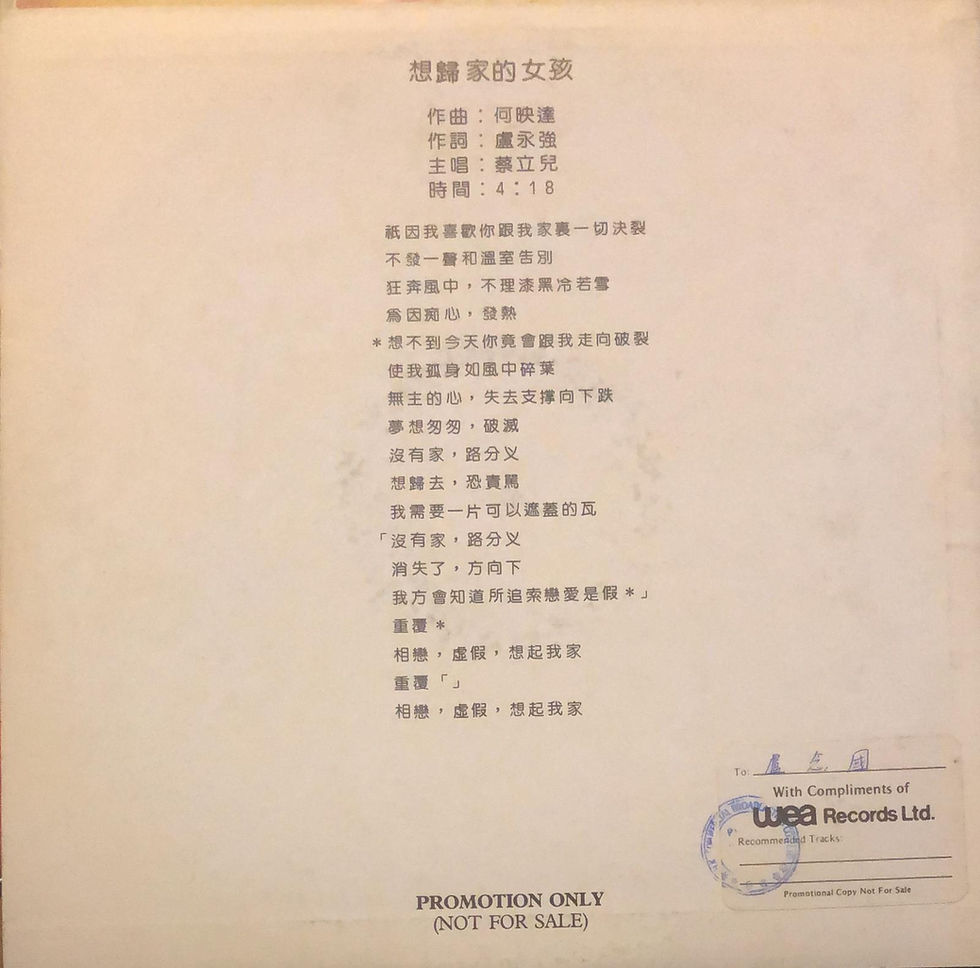 想歸家的女孩
作曲：何映達
作詞：盧永強
主唱：蔡立兒
時間：4：18
祇因我喜歡你跟我家裏一切決裂
不發一聲和溫室告別
狂奔風中，不理漆黑冷若雪
爲因痴心，發熱
*想不到今天你竟會跟我走向破裂
使我孤身如風中碎葉
無主的心，失去支撑向下跌
夢想匆匆，破滅
沒有家，路分义
想歸去，恐責駡
我需要一片可以遮蓋的瓦
「沒有家，路分义
消失了，方向下
我方會知道所追索戀愛是假*」
重覆*
相戀，虛假，想起我家
重覆「」
相戀，虛假，想起我家
To: 盧念國
With Compliments of
wea Records Ltd.
Recommended Tracks:
Promotional Copy Not For Sale
PROMOTION ONLY
(NOT FOR SALE)